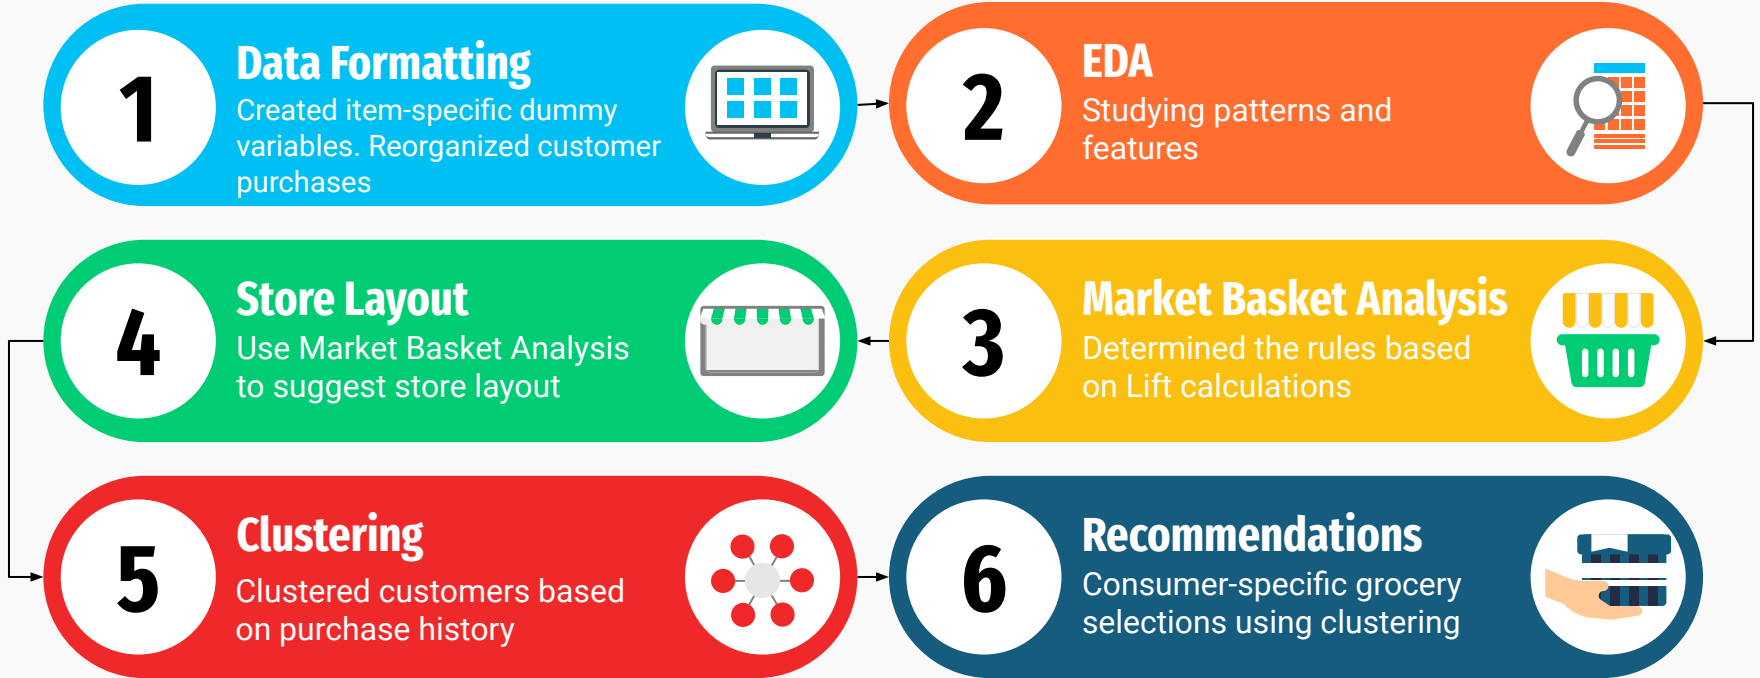 1
Data Formatting
Created item-specific dummy
variables. Reorganized customer
purchases
2
EDA
Studying patterns and
features
3
Market Basket Analysis
Determined the rules based
on Lift calculations
4
Store Layout
Use Market Basket Analysis
to suggest store layout
5
Clustering
Clustered customers based
on purchase history
6
Recommendations
Consumer-specific grocery
selections using clustering